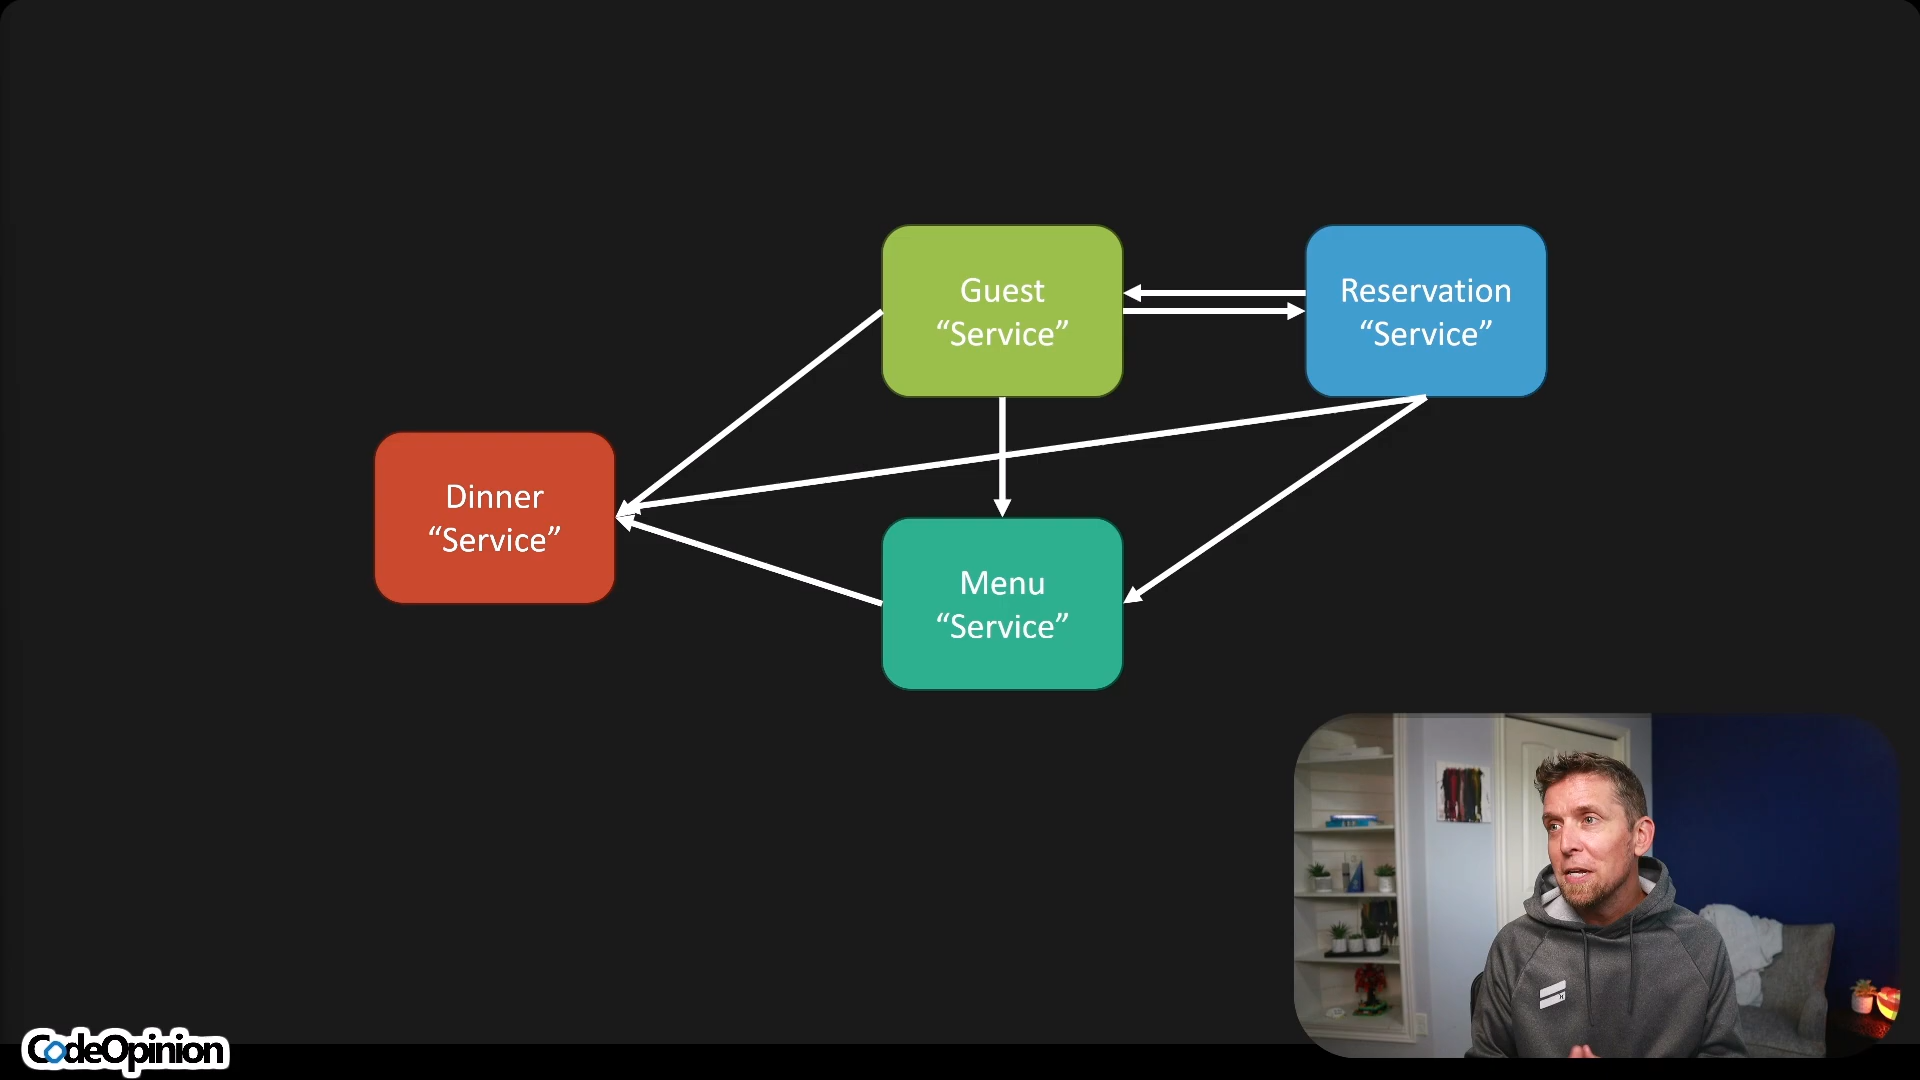 Guest
“Service”
Reservation
“Service”
Dinner
“Service”
Menu
“Service”
CodeOpinion